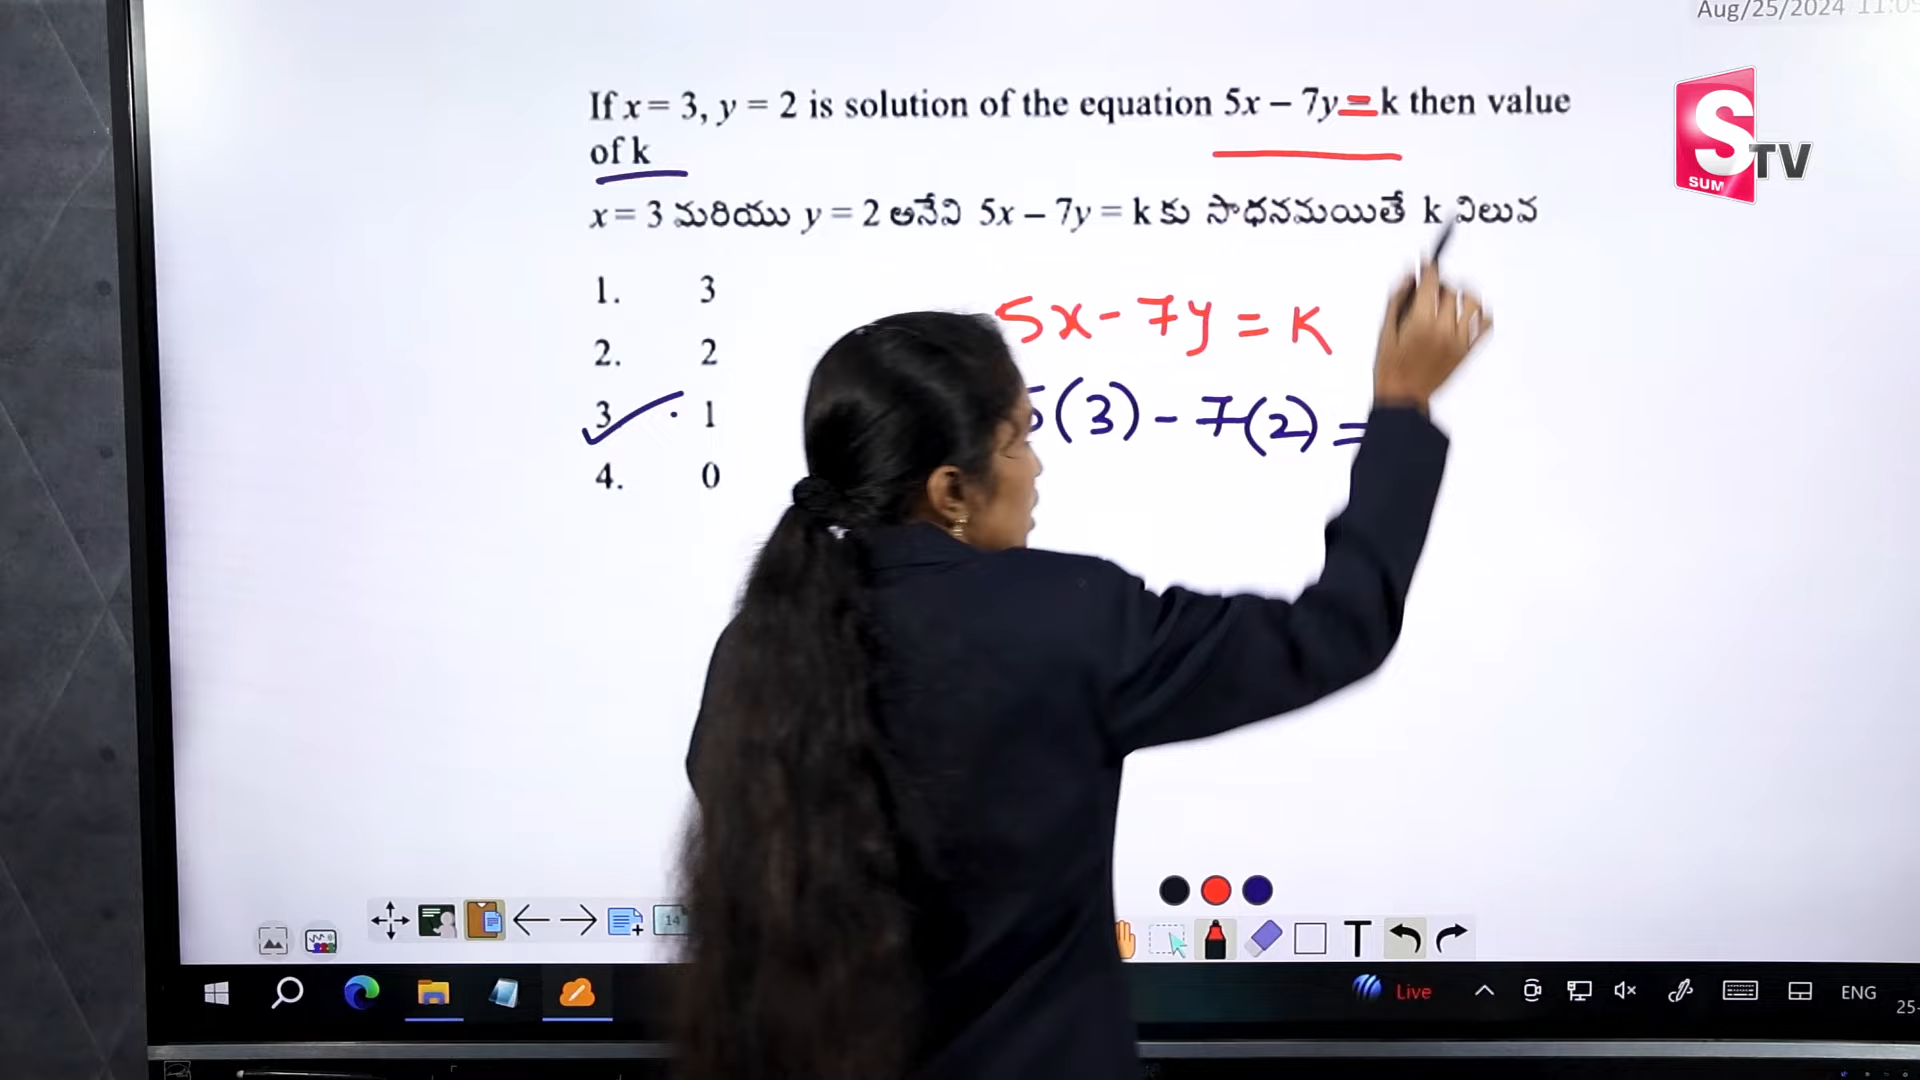 Aug/25/2024
If x = 3, y = 2 is solution of the equation 5x – 7y = k then value
of k
x = 3 మరియు y = 2 అనేవి 5x – 7y = k కు సాధనమయితే k విలువ
1. 3
2. 2
3. 1
4. 0
5x - 7y = K
5(3) - 7(2) =
S TV
SUM
14
T
Live
ENG
25-